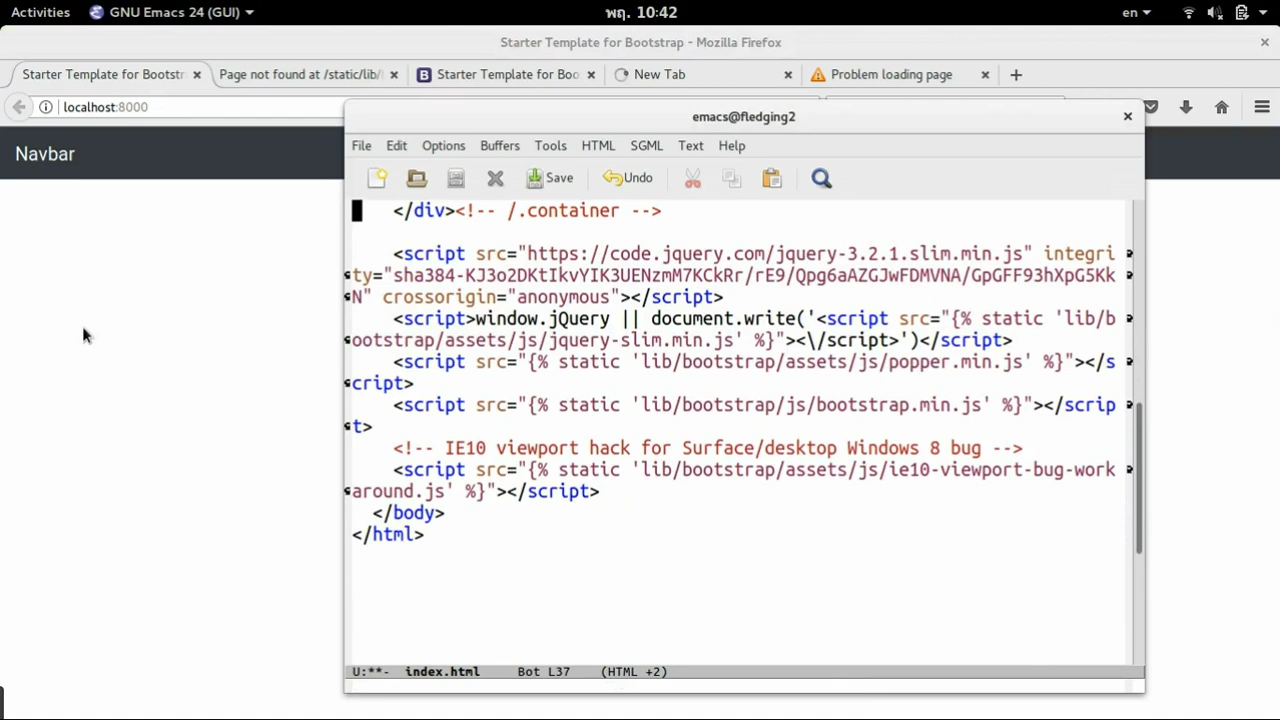 Activities GNU Emacs 24 (GUI) พฤ. 10:42 en
Starter Template for Bootstrap - Mozilla Firefox
Starter Template for Bootstr Page not found at /static/lib/ Starter Template for Boo New Tab Problem loading page
localhost:8000
emacs@fledging2
Navbar
File Edit Options Buffers Tools HTML SGML Text Help
Save Undo
</div><!-- /.container -->
<script src="https://code.jquery.com/jquery-3.2.1.slim.min.js" integri
ty="sha384-KJ3o2DKtIkvYIK3UENzmM7KCkRr/rE9/Qpg6aAZGJwFDMVNA/GpGFF93hXpG5Kk
N" crossorigin="anonymous"></script>
<script>window.jQuery || document.write('<script src="{% static 'lib/b
ootstrap/assets/js/jquery-slim.min.js' %}"><\/script>')</script>
<script src="{% static 'lib/bootstrap/assets/js/popper.min.js' %}"></s
cript>
<script src="{% static 'lib/bootstrap/js/bootstrap.min.js' %}"></scrip
t>
<!-- IE10 viewport hack for Surface/desktop Windows 8 bug -->
<script src="{% static 'lib/bootstrap/assets/js/ie10-viewport-bug-work
around.js' %}"></script>
</body>
</html>
U:**- index.html Bot L37 (HTML +2)